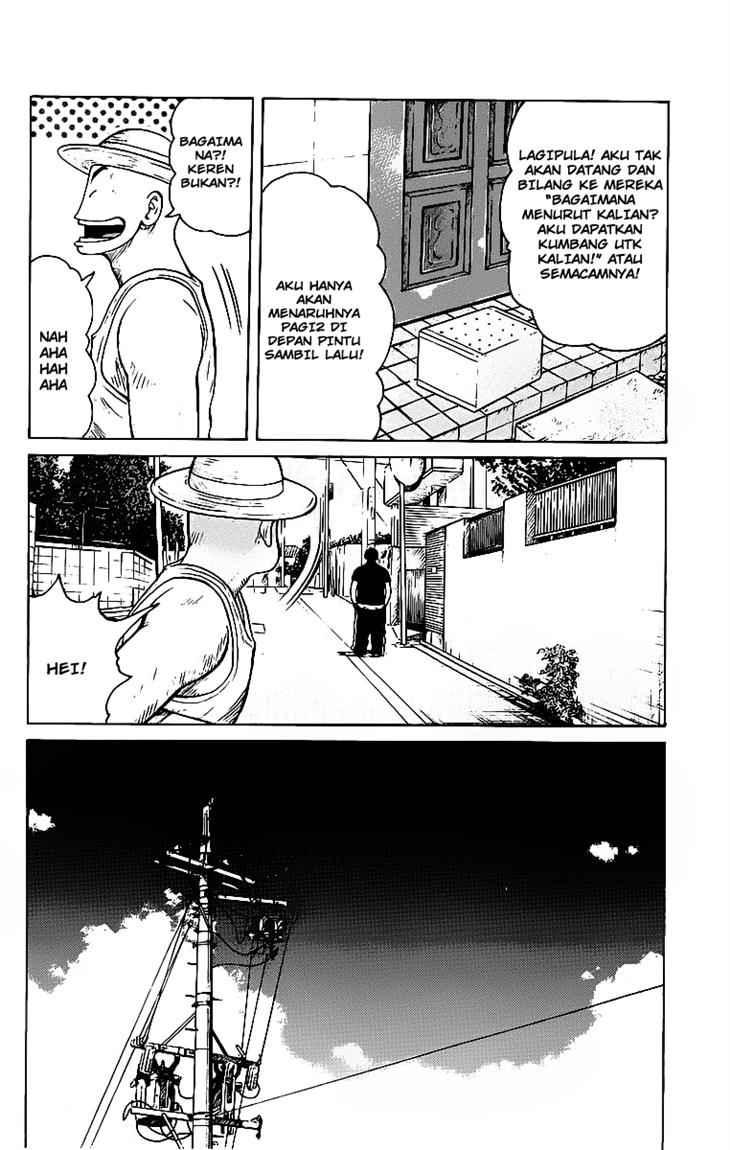 LAGIPULA! AKU TAK
AKAN DATANG DAN
BILANG KE MEREKA
"BAGAIMANA
MENURUT KALIAN?
AKU DAPATKAN
KUMBANG UTK
KALIAN!" ATAU
SEMACAMNYA!
AKU HANYA
AKAN
MENARUHNYA
PAGI2 DI
DEPAN PINTU
SAMBIL LALU!
BAGAIMA
NA?!
KEREN
BUKAN?!
NAH
AHA
HAH
AHA
HEI!